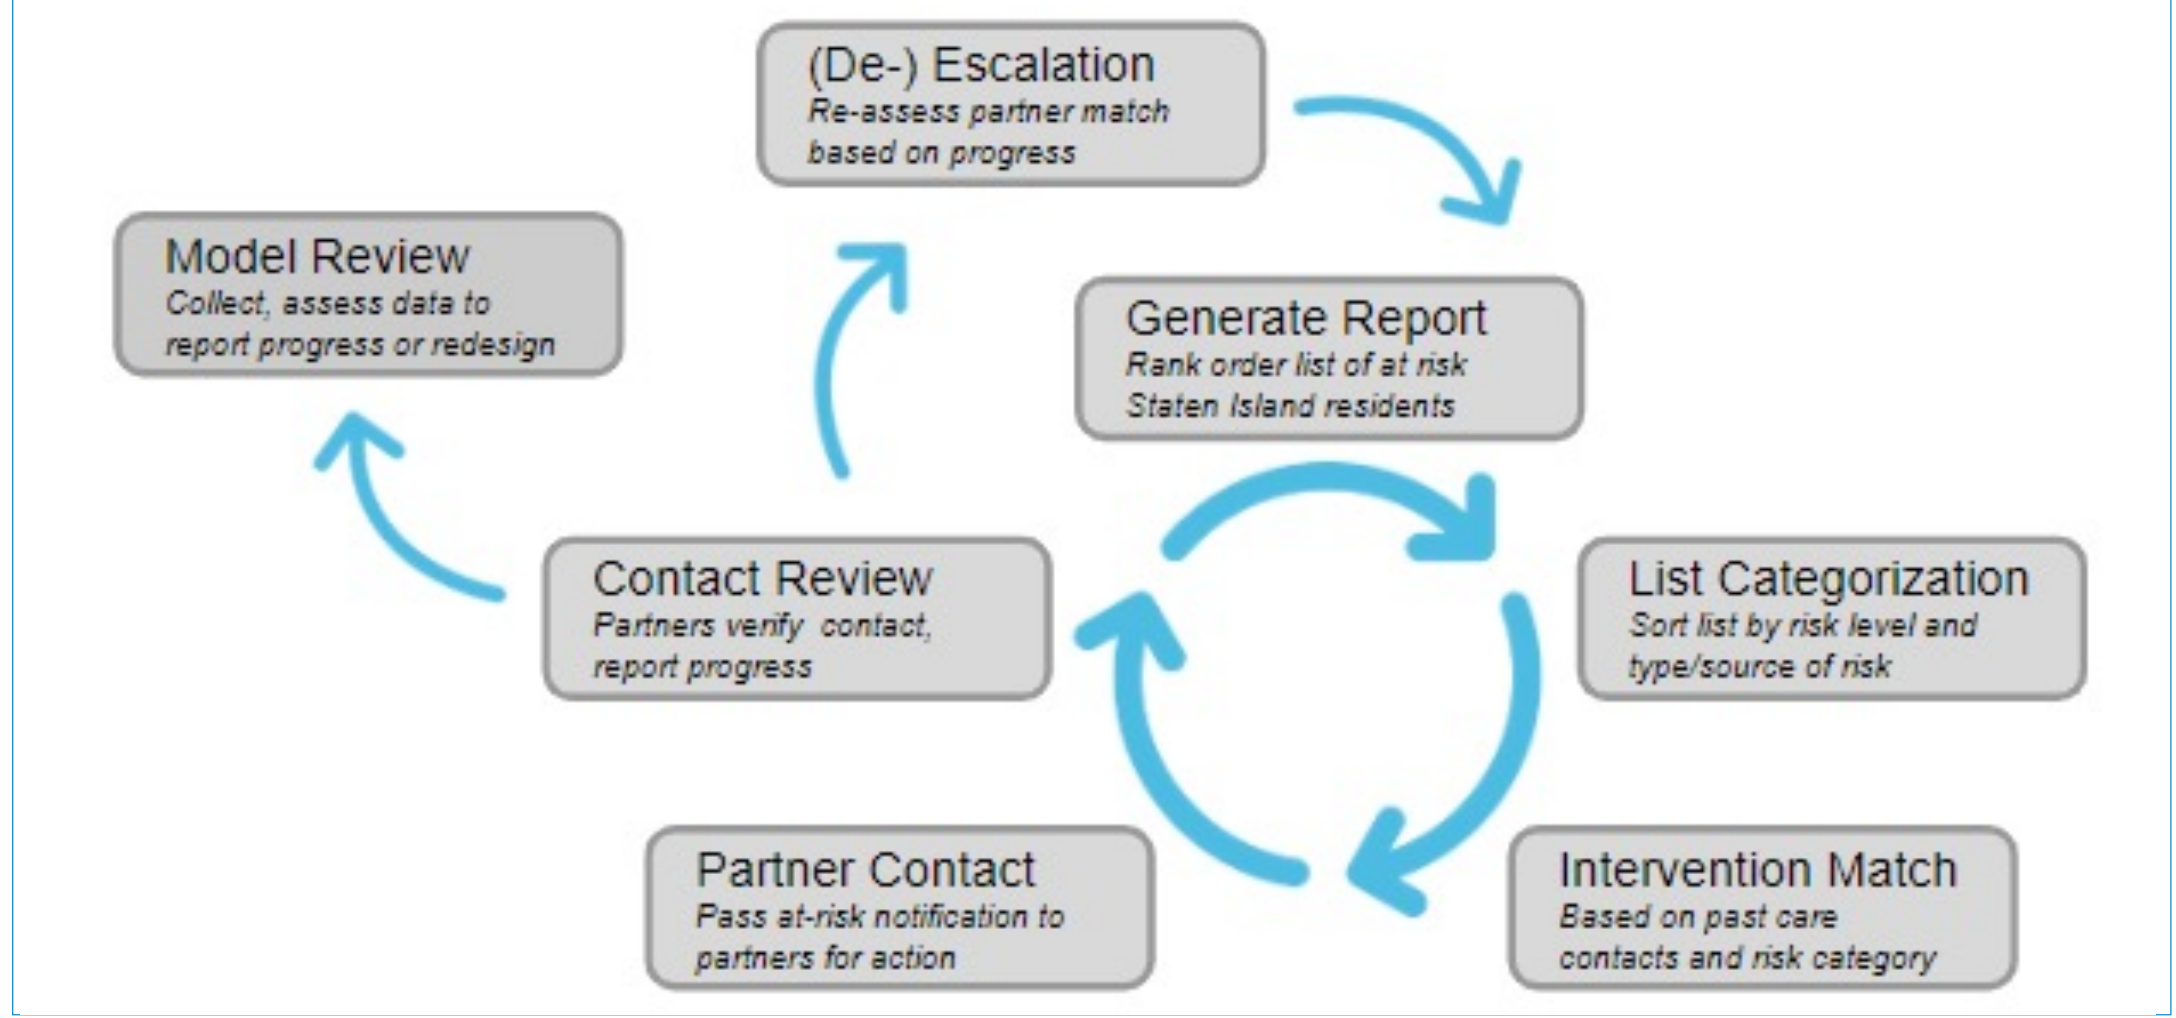 (De-) Escalation
Re-assess partner match
based on progress
Model Review
Collect, assess data to
report progress or redesign
Generate Report
Rank order list of at risk
Staten Island residents
Contact Review
Partners verify contact,
report progress
List Categorization
Sort list by risk level and
type/source of risk
Partner Contact
Pass at-risk notification to
partners for action
Intervention Match
Based on past care
contacts and risk category